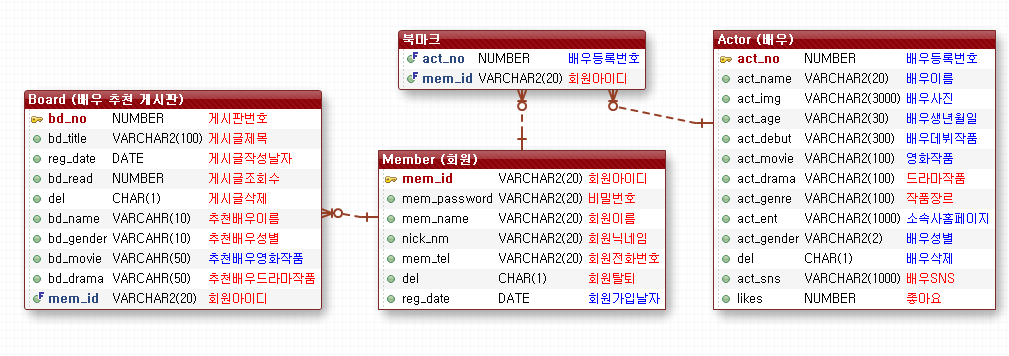 북마크
act_no NUMBER 배우등록번호
mem_id VARCHAR2(20) 회원아이디
Actor (배우)
act_no NUMBER 배우등록번호
act_name VARCHAR2(20) 배우이름
act_img VARCHAR2(3000) 배우사진
act_age VARCHAR2(30) 배우생년월일
act_debut VARCHAR2(300) 배우데뷔작품
act_movie VARCHAR2(100) 영화작품
act_drama VARCHAR2(100) 드라마작품
act_genre VARCHAR2(100) 작품장르
act_ent VARCHAR2(1000) 소속사홈페이지
act_gender VARCHAR2(2) 배우성별
del CHAR(1) 배우삭제
act_sns VARCHAR2(1000) 배우SNS
likes NUMBER 좋아요
Board (배우 추천 게시판)
bd_no NUMBER 게시판번호
bd_title VARCHAR2(100) 게시글제목
reg_date DATE 게시글작성날자
bd_read NUMBER 게시글조회수
del CHAR(1) 게시글삭제
bd_name VARCAHR(10) 추천배우이름
bd_gender VARCAHR(10) 추천배우성별
bd_movie VARCAHR(50) 추천배우영화작품
bd_drama VARCAHR(50) 추천배우드라마작품
mem_id VARCHAR2(20) 회원아이디
Member (회원)
mem_id VARCHAR2(20) 회원아이디
mem_password VARCHAR2(20) 비밀번호
mem_name VARCHAR2(20) 회원이름
nick_nm VARCHAR2(20) 회원닉네임
mem_tel VARCHAR2(20) 회원전화번호
del CHAR(1) 회원탈퇴
reg_date DATE 회원가입날자